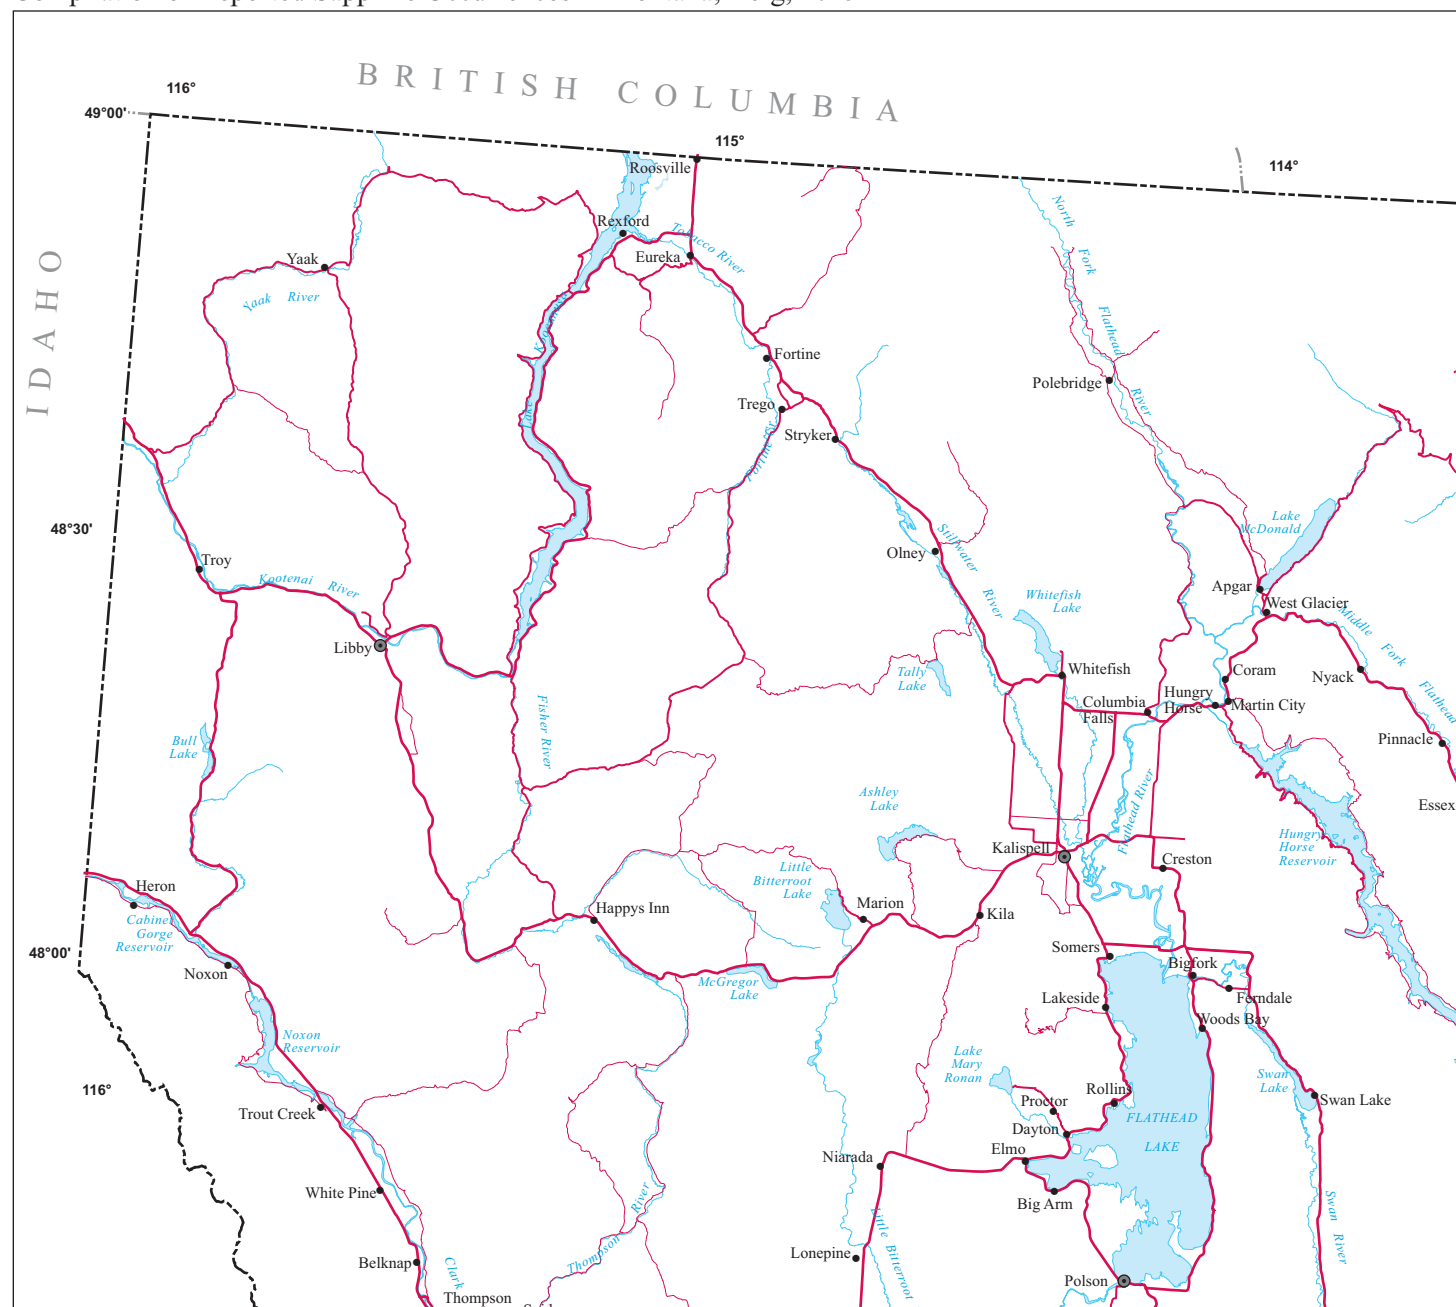 BRITISH COLUMBIA
116°
49°00'
115°
114°
Roosville
North
Rexford
Tobacco River
IDAHO
Yaak
Eureka
Fork
Yaak River
Flathead
Fortine
Polebridge
River
Trego
Lake
Stryker
48°30'
Lake
McDonald
Stillwater
Olney
River
Troy
Kootenai River
Apgar
Whitefish
Lake
West Glacier
Middle Fork
Libby
Whitefish
Tally
Lake
Coram
Nyack
Columbia
Falls
Hungry
Horse
Martin City
Flathead
Fisher River
Bull
Lake
Pinnacle
Ashley
Lake
Flathead River
Essex
Hungry
Horse
Reservoir
Kalispell
Creston
Little
Bitterroot
Lake
Heron
Marion
Happys Inn
Kila
Cabinet
Gorge
Reservoir
48°00'
Somers
Bigfork
Noxon
McGregor
Lake
Lakeside
Ferndale
Woods Bay
Noxon
Reservoir
Lake
Mary
Ronan
Swan
Lake
116°
Rollins
Proctor
Swan Lake
Trout Creek
FLATHEAD
LAKE
Dayton
Elmo
Niarada
White Pine
Big Arm
Thompson River
Little Bitterroot
Swan River
Lonepine
Belknap
Clark
Polson
Thompson